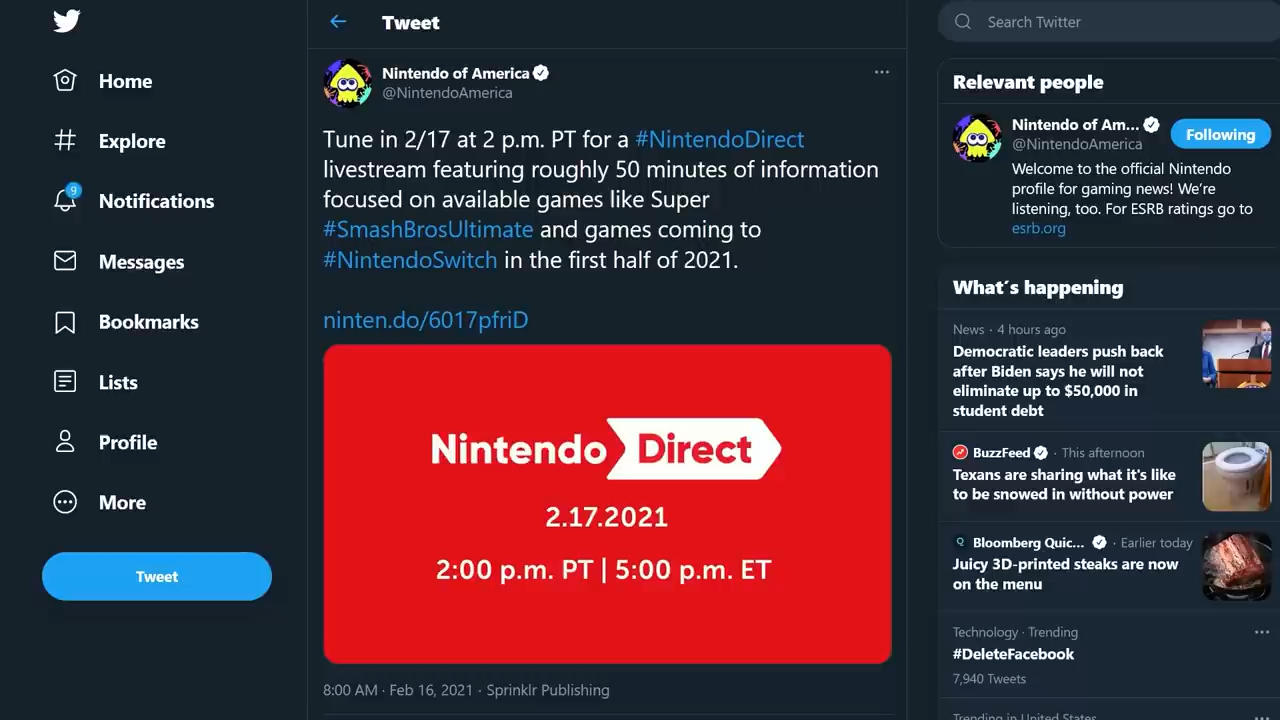 Home
Explore
9
Notifications
Messages
Bookmarks
Lists
Profile
More
Tweet
Tweet
Nintendo of America
@NintendoAmerica
Tune in 2/17 at 2 p.m. PT for a #NintendoDirect
livestream featuring roughly 50 minutes of information
focused on available games like Super
#SmashBrosUltimate and games coming to
#NintendoSwitch in the first half of 2021.
ninten.do/6017pfriD
Nintendo Direct
2.17.2021
2:00 p.m. PT | 5:00 p.m. ET
8:00 AM · Feb 16, 2021 · Sprinklr Publishing
Search Twitter
Relevant people
Nintendo of Am...
@NintendoAmerica
Following
Welcome to the official Nintendo
profile for gaming news! We're
listening, too. For ESRB ratings go to
esrb.org
What´s happening
News · 4 hours ago
Democratic leaders push back
after Biden says he will not
eliminate up to $50,000 in
student debt
BuzzFeed · This afternoon
Texans are sharing what it's like
to be snowed in without power
Bloomberg Quic... · Earlier today
Juicy 3D-printed steaks are now
on the menu
Technology · Trending
#DeleteFacebook
7,940 Tweets
Trending in United States